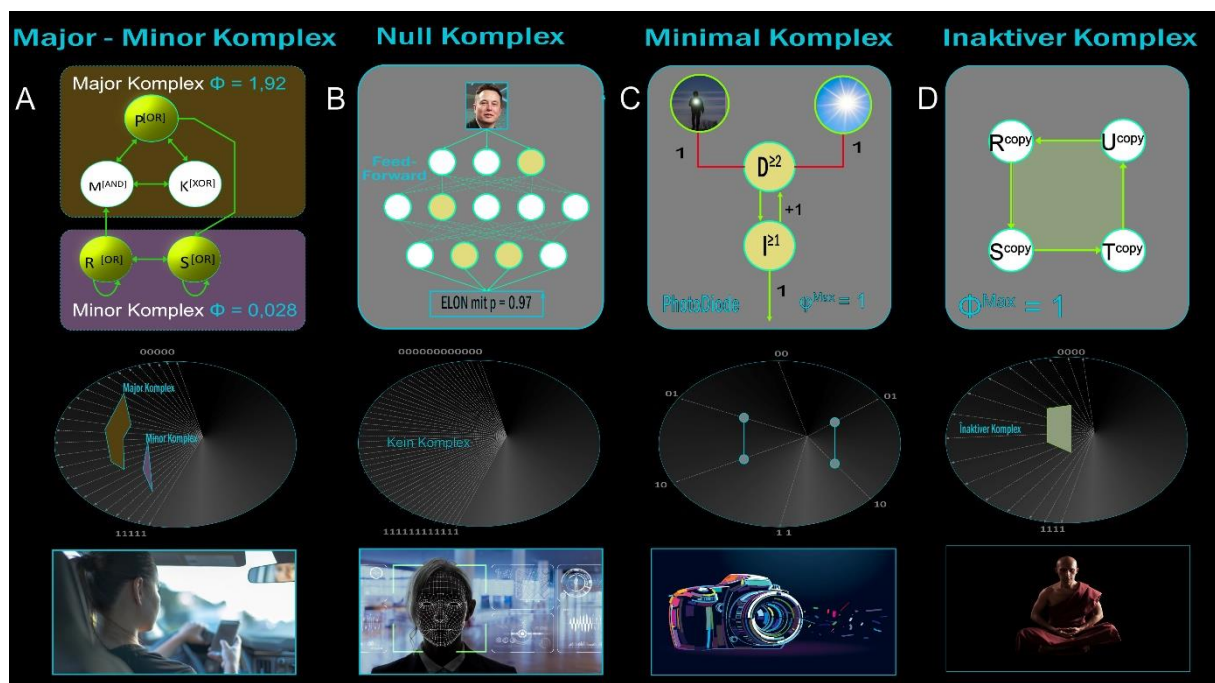 Major - Minor Komplex
Null Komplex
Minimal Komplex
Inaktiver Komplex
A
Major Komplex Φ = 1,92
P[OR]
M[AND]
K[XOR]
R [OR]
S[OR]
Minor Komplex Φ = 0,028
B
Feed-
Forward
ELON mit p = 0.97
C
1
1
D≥2
+1
I≥1
1
PhotoDiode
Φᴹᵃˣ = 1
D
Rcopy
Ucopy
Scopy
Tcopy
Φᴹᵃˣ = 1
00000
Major Komplex
Minor Komplex
11111
000000000000
Kein Komplex
111111111111
00
01
01
10
10
1 1
0000
İnaktiver Komplex
1111